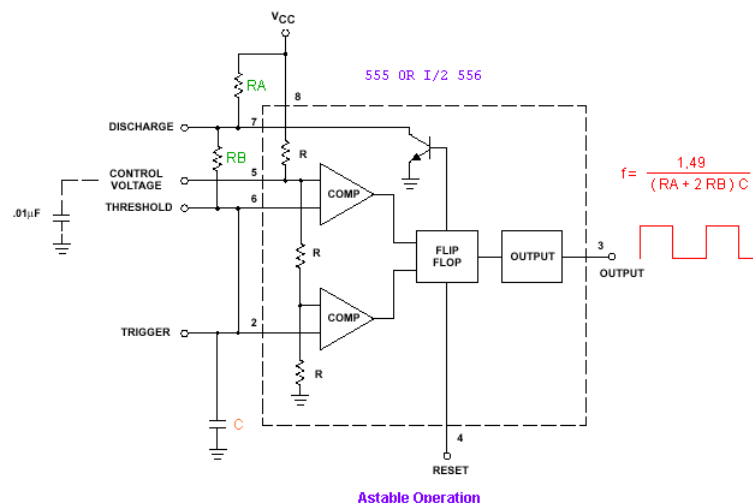 VCC
555 OR I/2 556
RA
8
DISCHARGE
7
RB
R
CONTROL
VOLTAGE
5
f= 1,49
(RA + 2 RB) C
COMP
.01µF
THRESHOLD
6
FLIP
FLOP
OUTPUT
3
OUTPUT
R
COMP
TRIGGER
2
R
C
4
RESET
Astable Operation